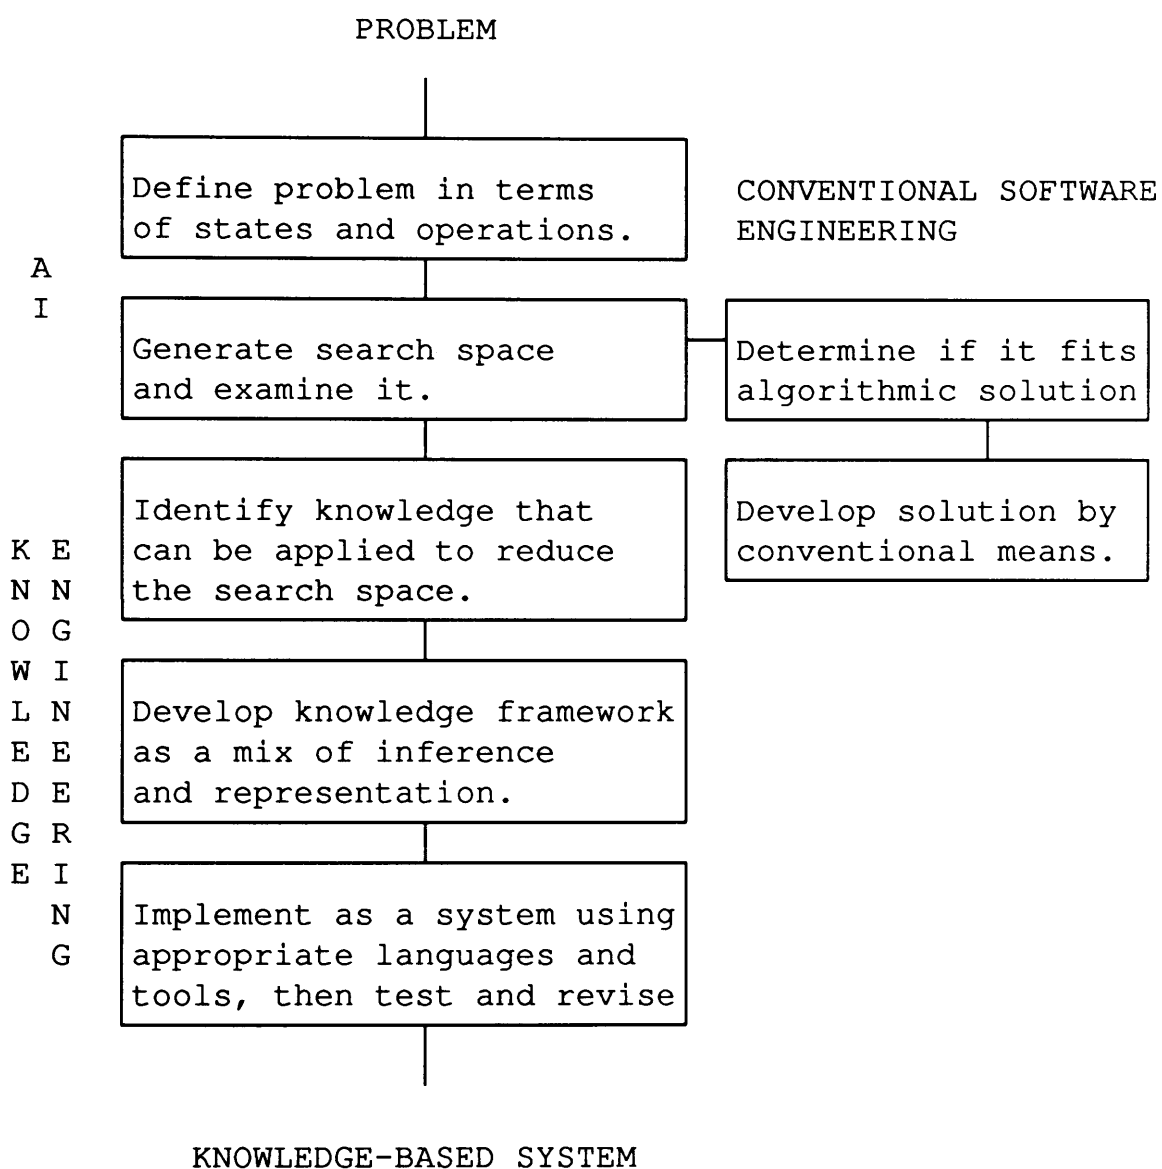 PROBLEM
Define problem in terms
of states and operations.
CONVENTIONAL SOFTWARE
ENGINEERING
AI
Generate search space
and examine it.
Determine if it fits
algorithmic solution
Identify knowledge that
can be applied to reduce
the search space.
Develop solution by
conventional means.
KNOWLEDGE
ENGINEERING
Develop knowledge framework
as a mix of inference
and representation.
Implement as a system using
appropriate languages and
tools, then test and revise
KNOWLEDGE-BASED SYSTEM